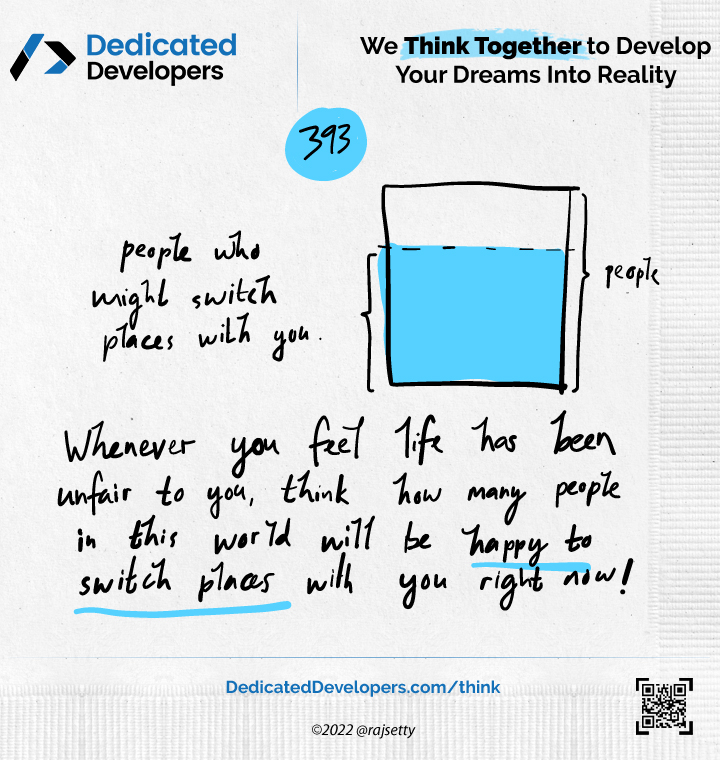 Dedicated
Developers
We Think Together to Develop
Your Dreams Into Reality
393
people who
might switch
places with you.
people
Whenever you feel life has been
unfair to you, think how many people
in this world will be happy to
switch places with you right now!
DedicatedDevelopers.com/think
©2022 @rajsetty